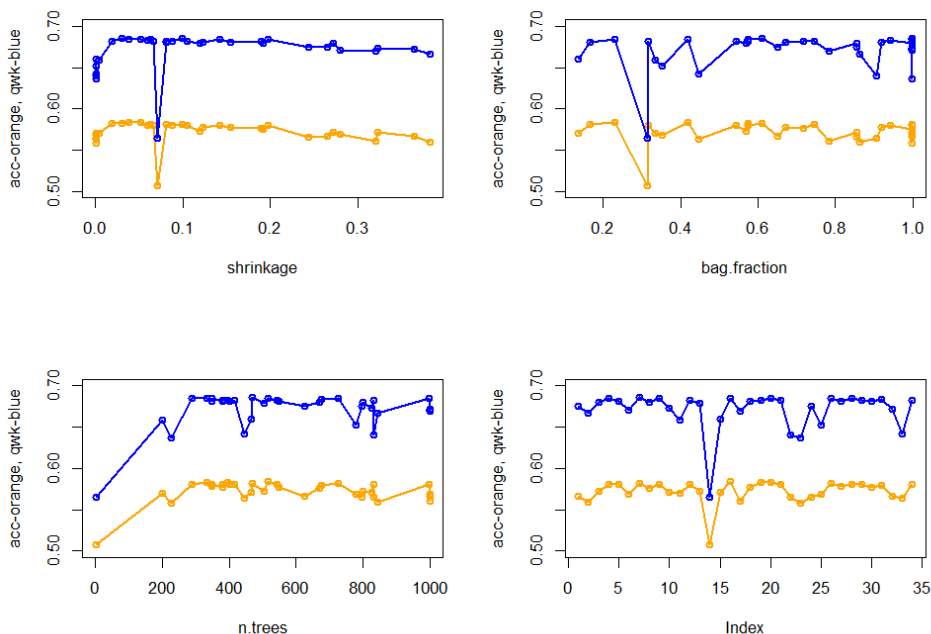 acc-orange, qwk-blue
0.50 0.60 0.70
0.0 0.1 0.2 0.3
shrinkage
acc-orange, qwk-blue
0.50 0.60 0.70
0.2 0.4 0.6 0.8 1.0
bag.fraction
acc-orange, qwk-blue
0.50 0.60 0.70
0 200 400 600 800 1000
n.trees
acc-orange, qwk-blue
0.50 0.60 0.70
0 5 10 15 20 25 30 35
Index